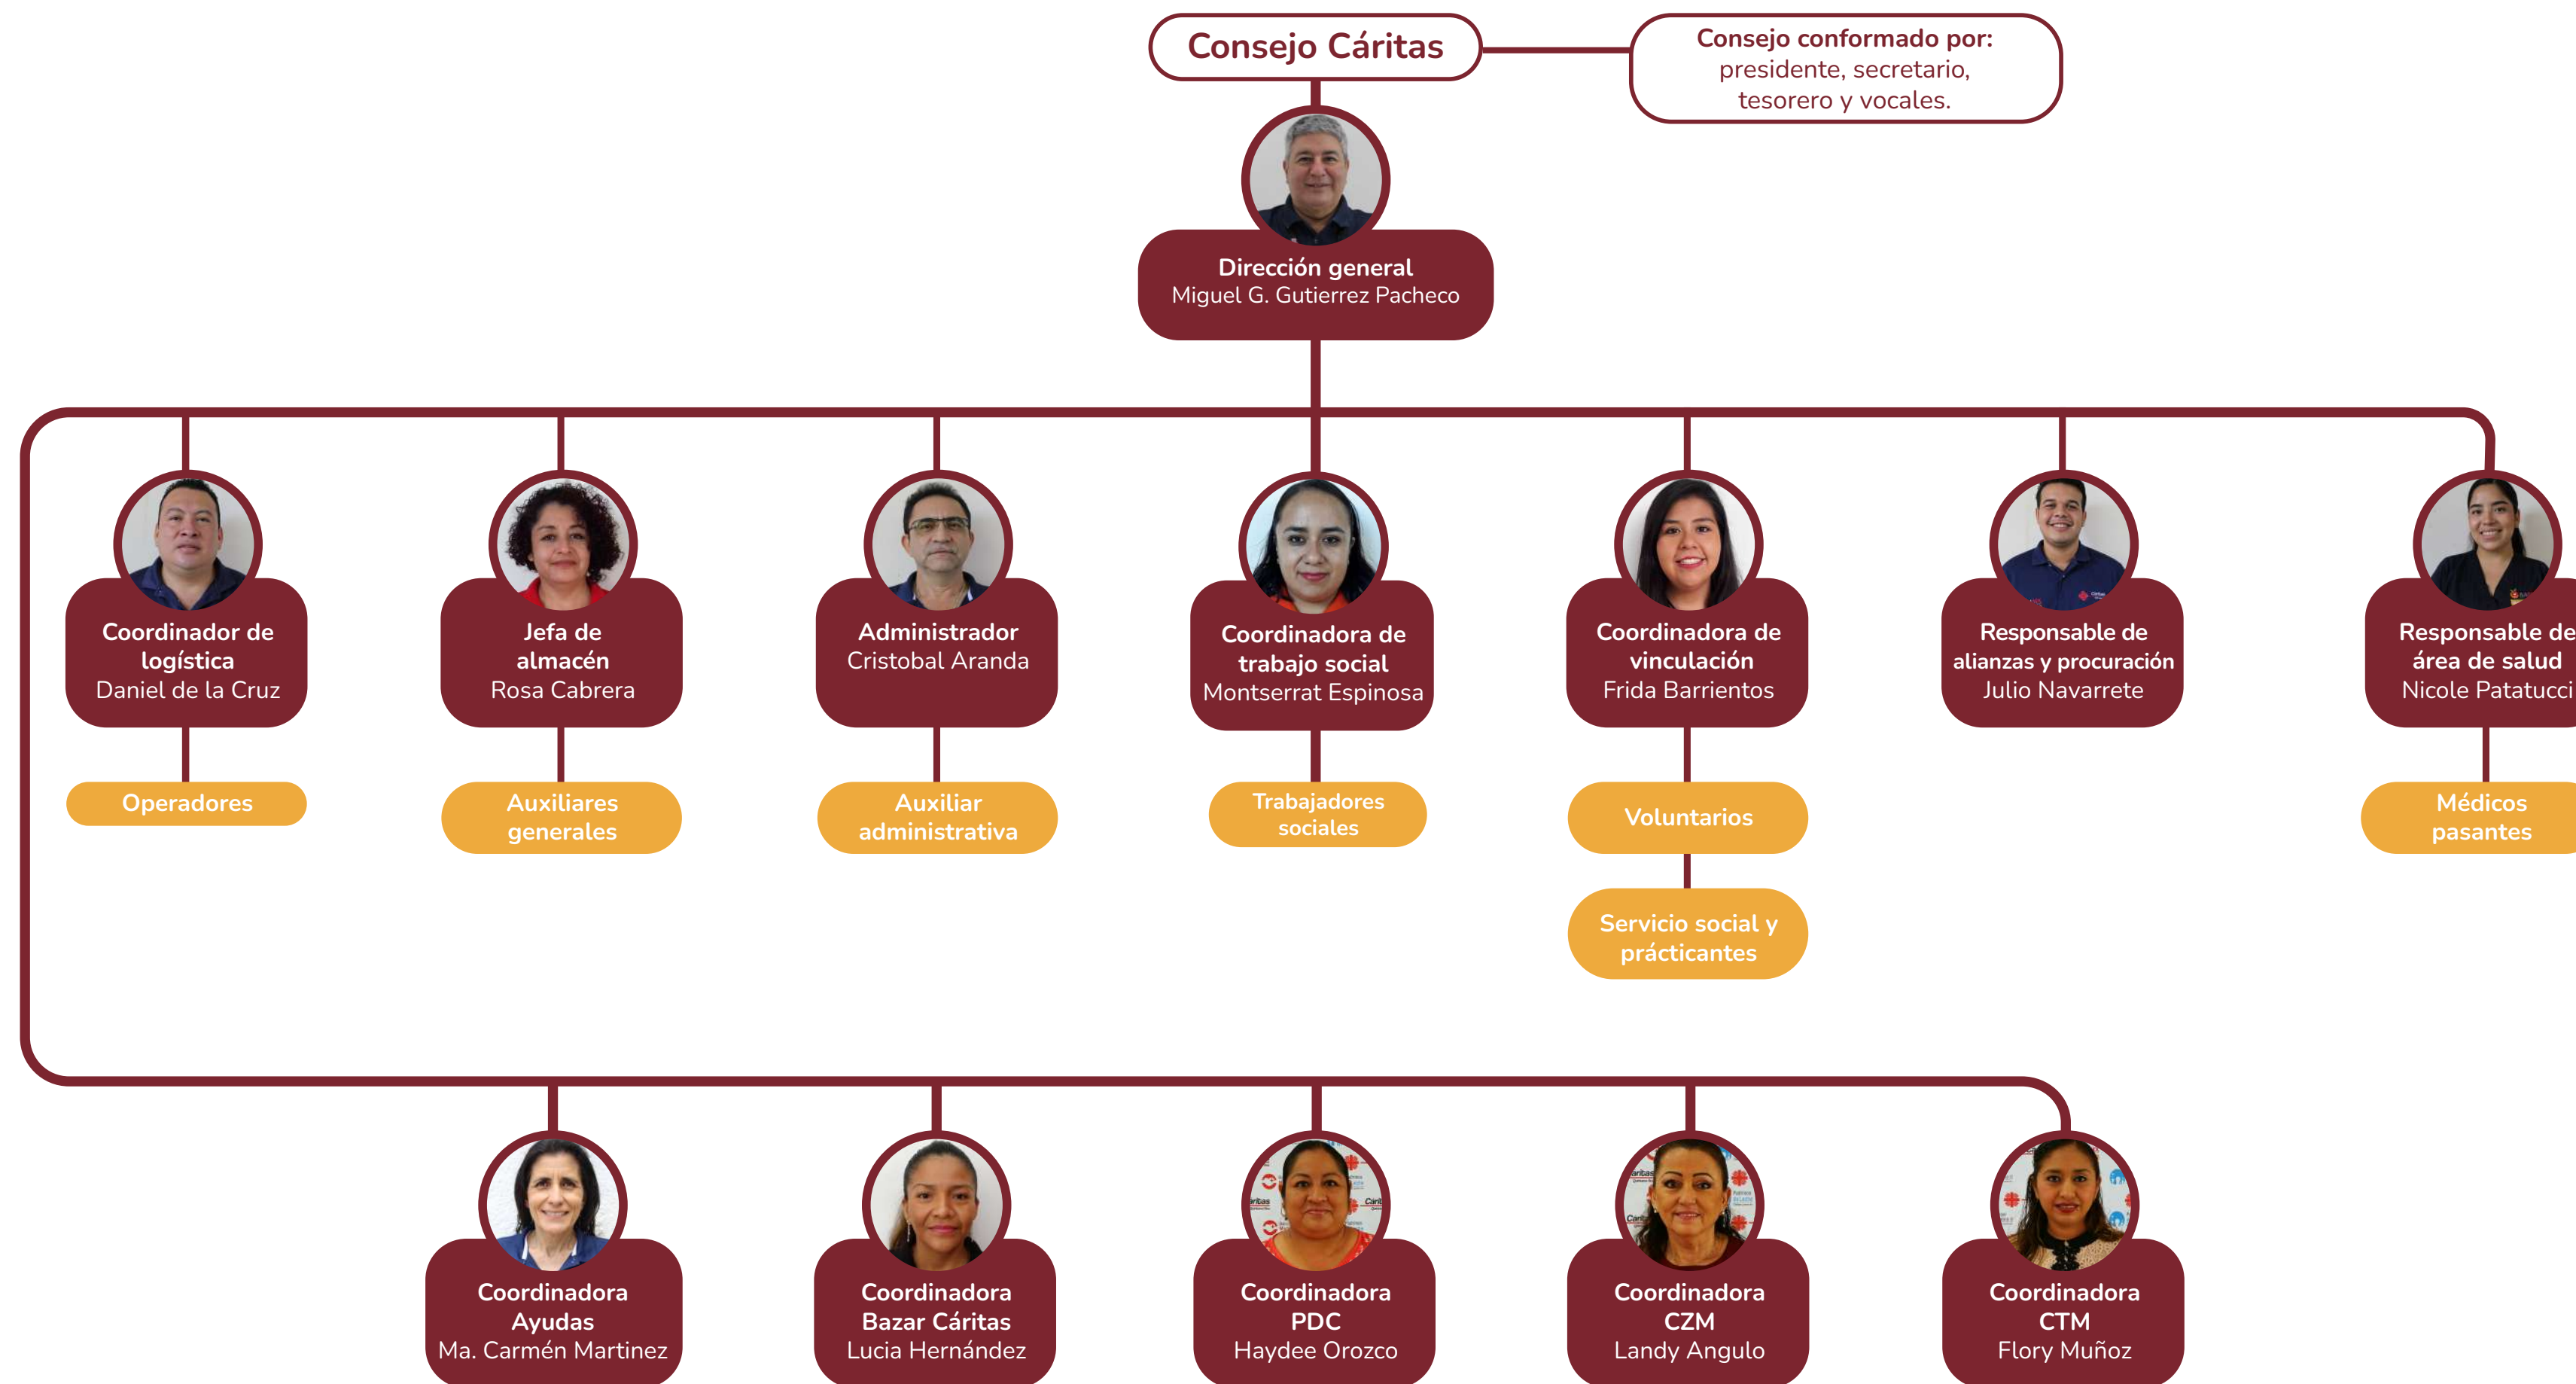 Consejo Cáritas
Consejo conformado por:
presidente, secretario,
tesorero y vocales.
Dirección general
Miguel G. Gutierrez Pacheco
Coordinador de
logística
Daniel de la Cruz
Jefa de
almacén
Rosa Cabrera
Administrador
Cristobal Aranda
Coordinadora de
trabajo social
Montserrat Espinosa
Coordinadora de
vinculación
Frida Barrientos
Responsable de
alianzas y procuración
Julio Navarrete
Responsable de
área de salud
Nicole Patatucci
Operadores
Auxiliares
generales
Auxiliar
administrativa
Trabajadores
sociales
Voluntarios
Servicio social y
prácticantes
Médicos
pasantes
Coordinadora
Ayudas
Ma. Carmén Martinez
Coordinadora
Bazar Cáritas
Lucia Hernández
Coordinadora
PDC
Haydee Orozco
Coordinadora
CZM
Landy Angulo
Coordinadora
CTM
Flory Muñoz